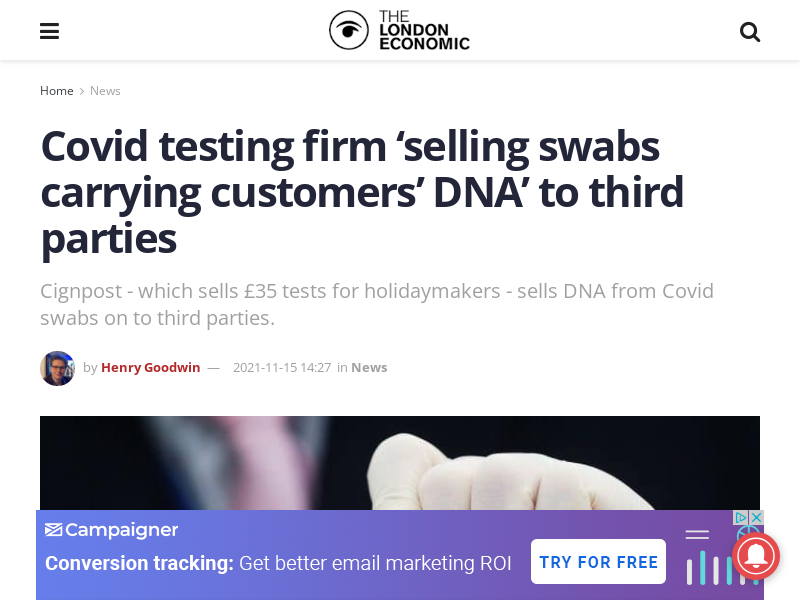 THE
LONDON
ECONOMIC
Home > News
Covid testing firm ‘selling swabs
carrying customers’ DNA’ to third
parties
Cignpost - which sells £35 tests for holidaymakers - sells DNA from Covid
swabs on to third parties.
by Henry Goodwin — 2021-11-15 14:27 in News
Campaigner
Conversion tracking: Get better email marketing ROI
TRY FOR FREE